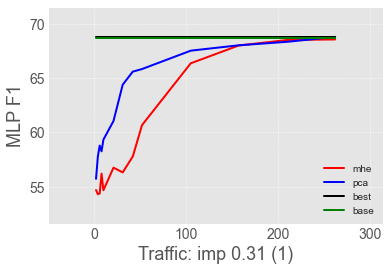 70
65
60
55
MLP F1
0
100
200
300
Traffic: imp 0.31 (1)
mhe
pca
best
base